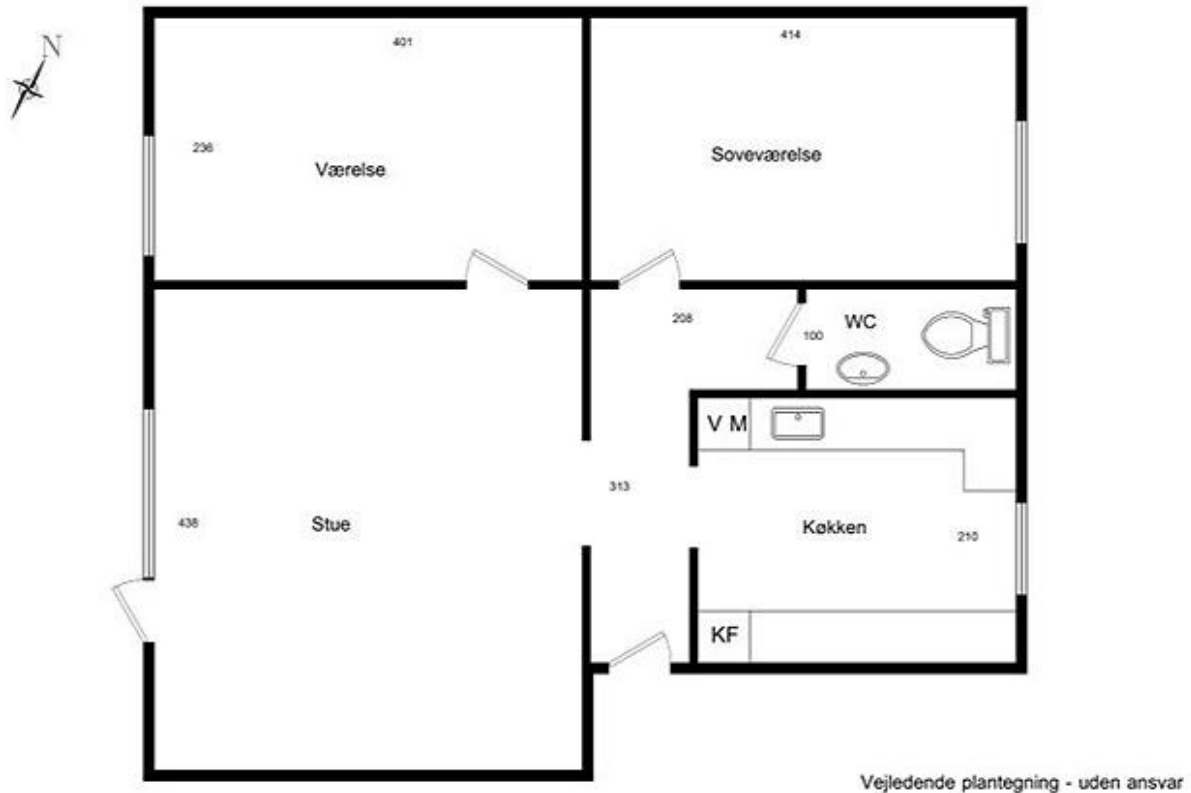 N
401
414
236
Værelse
Soveværelse
208
100
WC
V M
313
438
Stue
Køkken
210
KF
Vejledende plantegning - uden ansvar